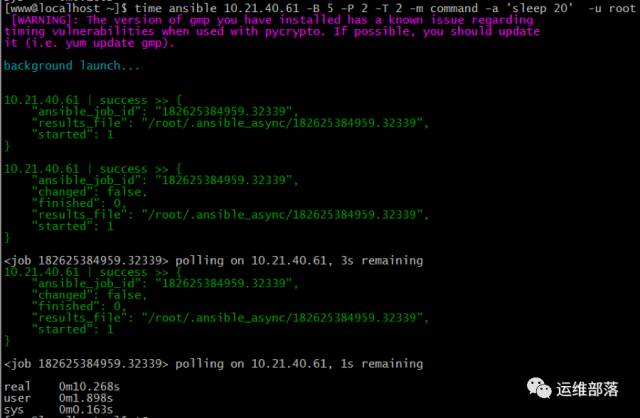 [www@localhost ~]$ time ansible 10.21.40.61 -B 5 -P 2 -T 2 -m command -a 'sleep 20'  -u root
 [WARNING]: The version of gmp you have installed has a known issue regarding
timing vulnerabilities when used with pycrypto. If possible, you should update
it (i.e. yum update gmp).
background launch...
10.21.40.61 | success >> {
    "ansible_job_id": "182625384959.32339",
    "results_file": "/root/.ansible_async/182625384959.32339",
    "started": 1
}
10.21.40.61 | success >> {
    "ansible_job_id": "182625384959.32339",
    "changed": false,
    "finished": 0,
    "results_file": "/root/.ansible_async/182625384959.32339",
    "started": 1
}
<job 182625384959.32339> polling on 10.21.40.61, 3s remaining
10.21.40.61 | success >> {
    "ansible_job_id": "182625384959.32339",
    "changed": false,
    "finished": 0,
    "results_file": "/root/.ansible_async/182625384959.32339",
    "started": 1
}
<job 182625384959.32339> polling on 10.21.40.61, 1s remaining
real    0m10.268s
user    0m1.898s
sys     0m0.163s
运维部落